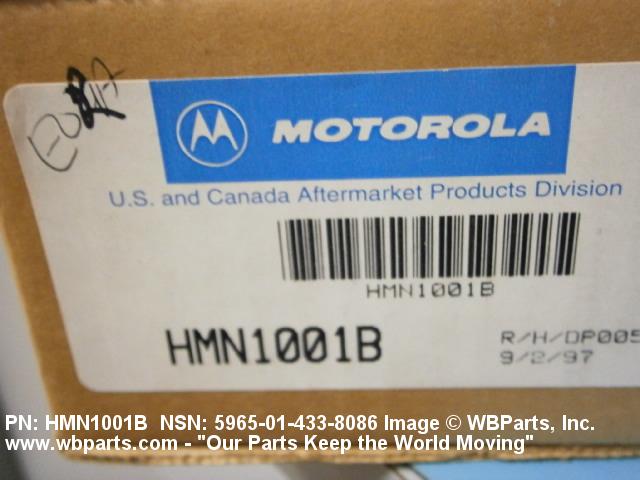 MOTOROLA
U.S. and Canada Aftermarket Products Division
HMN1001B
HMN1001B
R/H/DP005
9/2/97
PN: HMN1001B NSN: 5965-01-433-8086 Image © WBParts, Inc.
www.wbparts.com - "Our Parts Keep the World Moving"